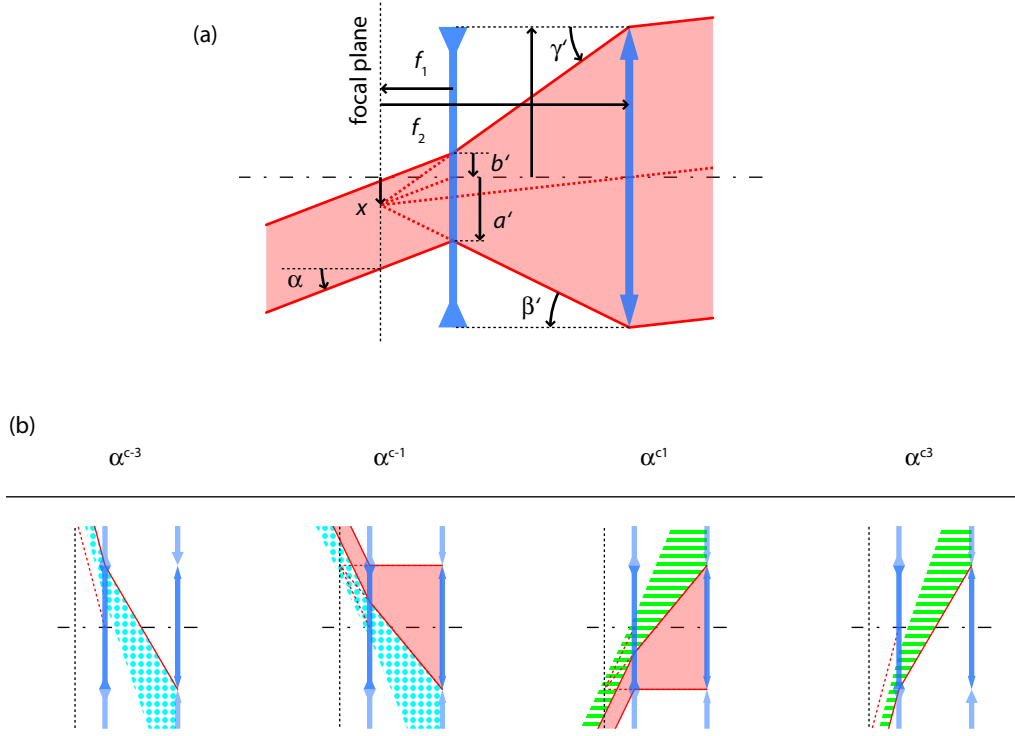 (a)
focal plane
f1
f2
γ‘
b‘
x
a‘
α
β‘
(b)
αc-3 αc-1 αc1 αc3